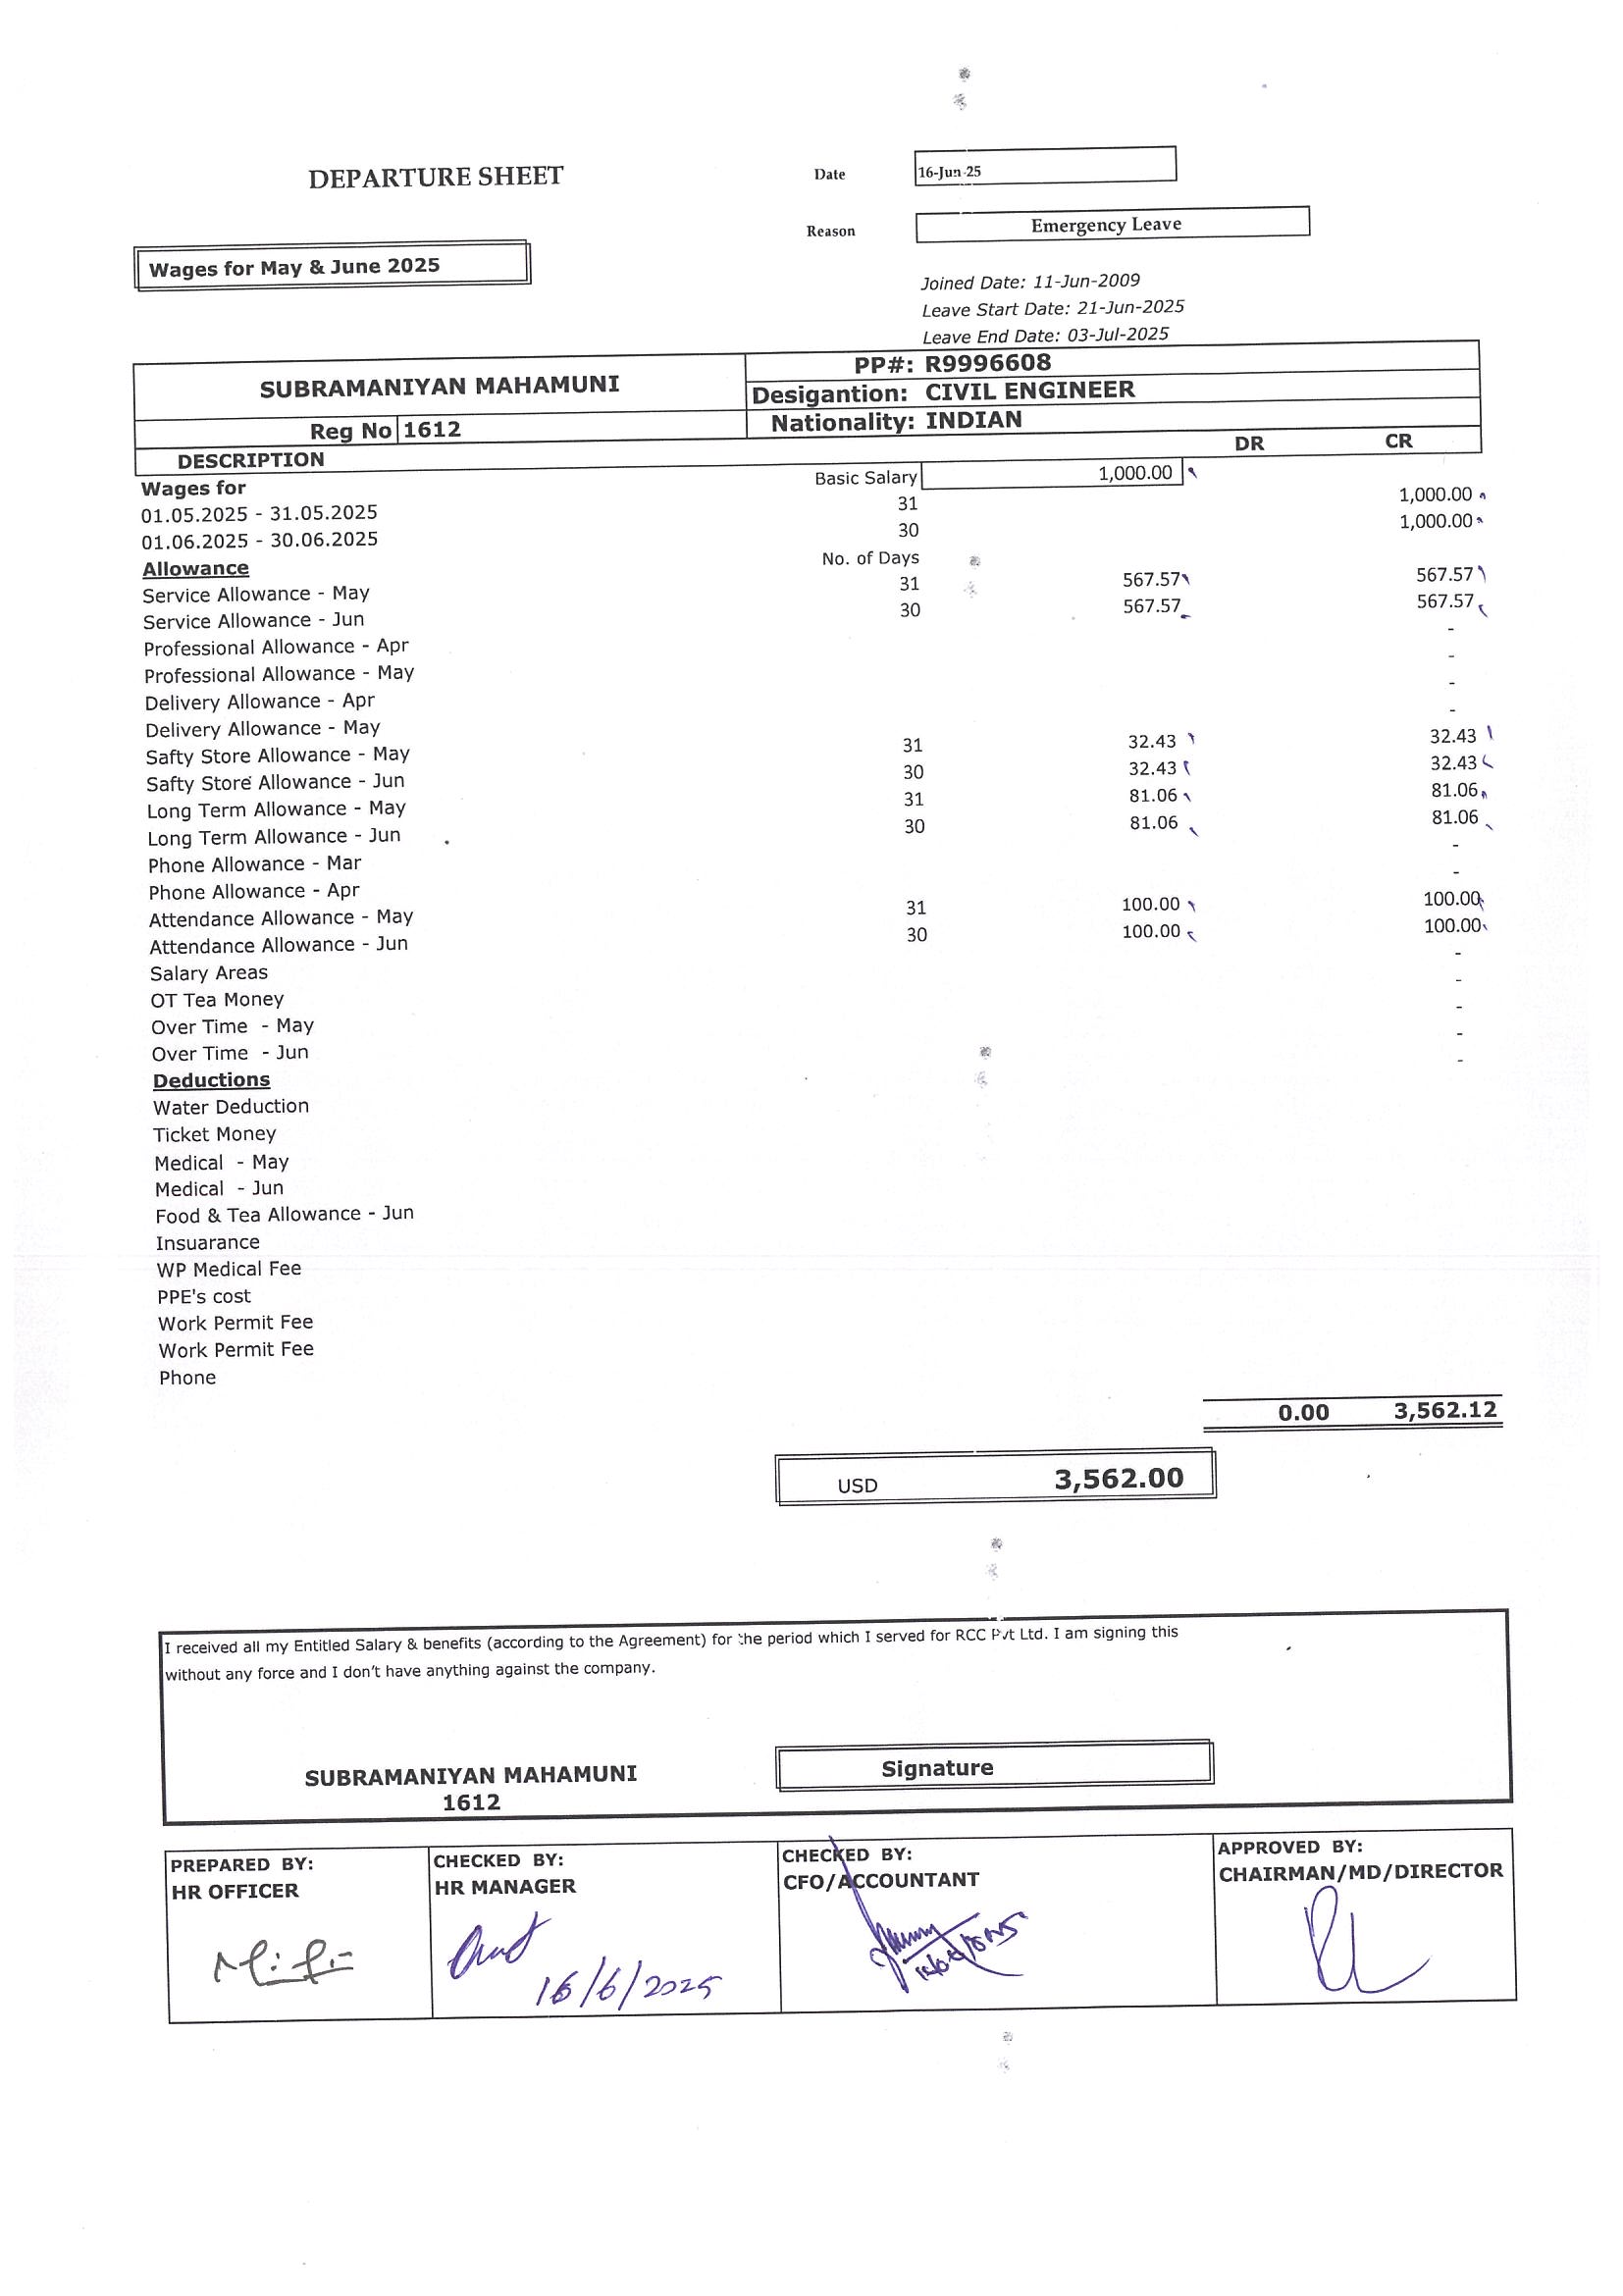 DEPARTURE SHEET
Date 16-Jun-25
Reason Emergency Leave
Wages for May & June 2025
Joined Date: 11-Jun-2009
Leave Start Date: 21-Jun-2025
Leave End Date: 03-Jul-2025
SUBRAMANIYAN MAHAMUNI
PP#: R9996608
Desigantion: CIVIL ENGINEER
Reg No 1612
Nationality: INDIAN
DESCRIPTION DR CR
Wages for Basic Salary 1,000.00
01.05.2025 - 31.05.2025 31 1,000.00
01.06.2025 - 30.06.2025 30 1,000.00
Allowance No. of Days
Service Allowance - May 31 567.57 567.57
Service Allowance - Jun 30 567.57 567.57
Professional Allowance - Apr -
Professional Allowance - May -
Delivery Allowance - Apr -
Delivery Allowance - May -
Safty Store Allowance - May 31 32.43 32.43
Safty Store Allowance - Jun 30 32.43 32.43
Long Term Allowance - May 31 81.06 81.06
Long Term Allowance - Jun 30 81.06 81.06
Phone Allowance - Mar -
Phone Allowance - Apr -
Attendance Allowance - May 31 100.00 100.00
Attendance Allowance - Jun 30 100.00 100.00
Salary Areas -
OT Tea Money -
Over Time - May -
Over Time - Jun -
Deductions -
Water Deduction
Ticket Money
Medical - May
Medical - Jun
Food & Tea Allowance - Jun
Insuarance
WP Medical Fee
PPE's cost
Work Permit Fee
Work Permit Fee
Phone
0.00 3,562.12
USD 3,562.00
I received all my Entitled Salary & benefits (according to the Agreement) for the period which I served for RCC Pvt Ltd. I am signing this
without any force and I don't have anything against the company.
SUBRAMANIYAN MAHAMUNI Signature
1612
PREPARED BY: CHECKED BY: CHECKED BY: APPROVED BY:
HR OFFICER HR MANAGER CFO/ACCOUNTANT CHAIRMAN/MD/DIRECTOR
16/6/2025